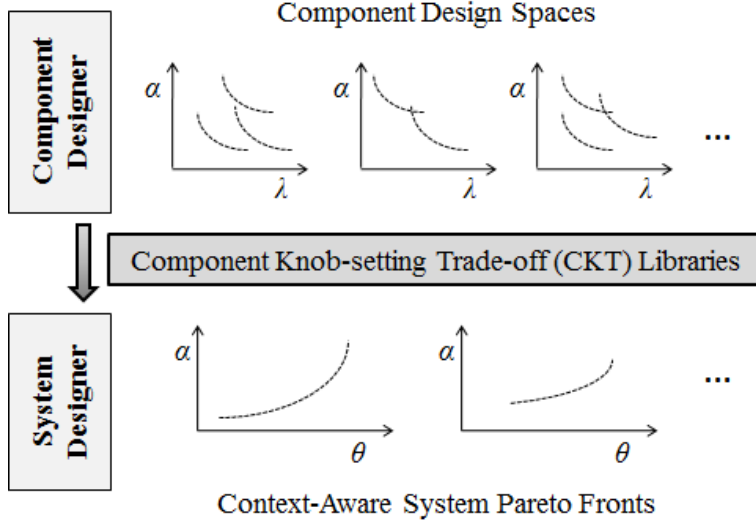 Component Design Spaces
Component
Designer
α
λ
α
λ
α
λ
...
Component Knob-setting Trade-off (CKT) Libraries
System
Designer
α
θ
α
θ
...
Context-Aware System Pareto Fronts